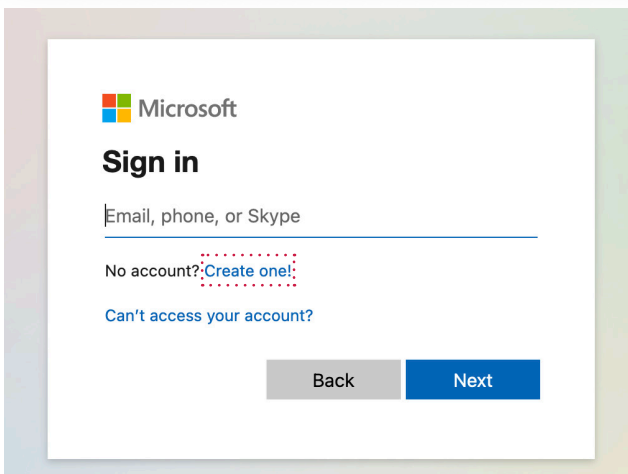 Microsoft
Sign in
Email, phone, or Skype
No account? Create one!
Can’t access your account?
Back Next